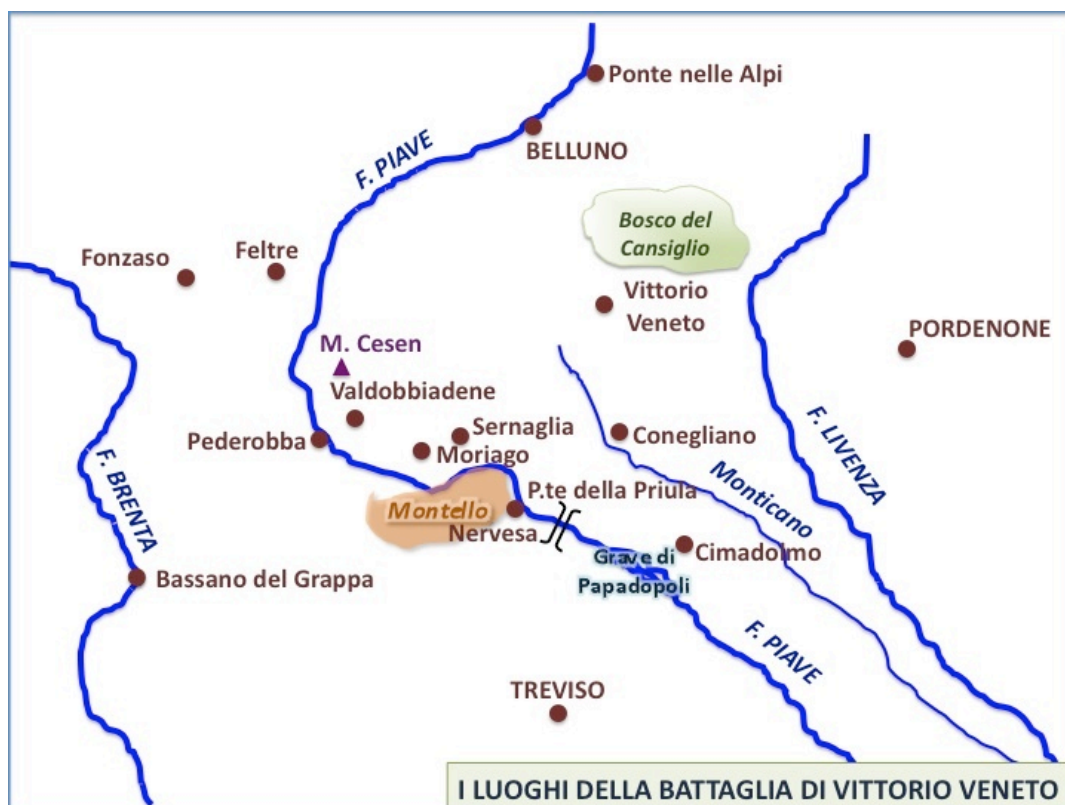 Ponte nelle Alpi
BELLUNO
F. PIAVE
Bosco del
Cansiglio
Feltre
Fonzaso
Vittorio
Veneto
PORDENONE
M. Cesen
Valdobbiadene
Sernaglia
Conegliano
Pederobba
Moriago
F. LIVENZA
F. BRENTA
Monticano
P.te della Priula
Montello
Nervesa
Cimadolmo
Grave di
Papadopoli
Bassano del Grappa
F. PIAVE
TREVISO
I LUOGHI DELLA BATTAGLIA DI VITTORIO VENETO